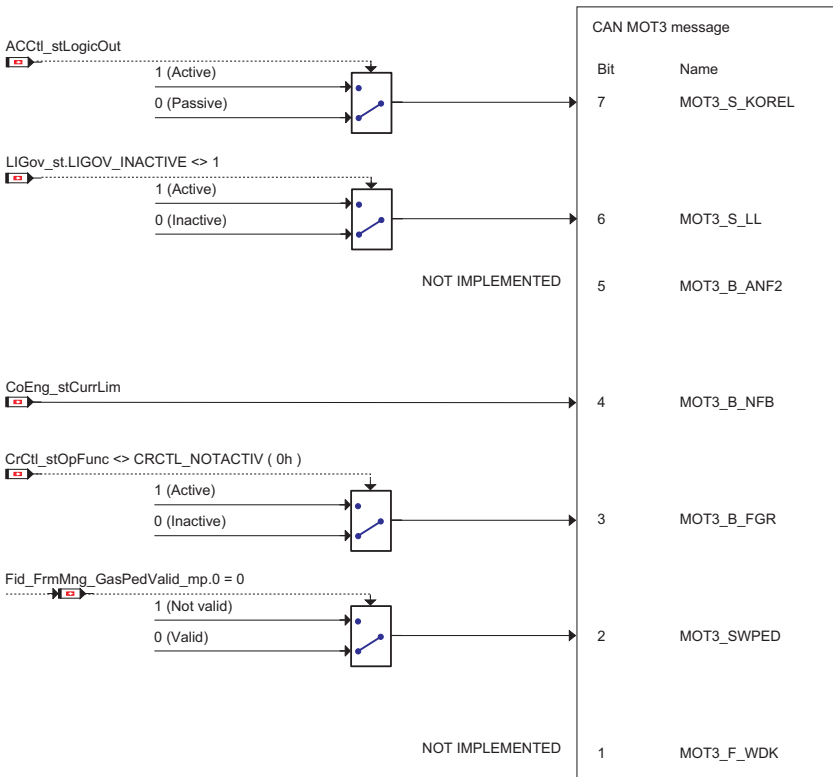 CAN MOT3 message
Bit Name
ACCtl_stLogicOut
1 (Active)
0 (Passive)
7 MOT3_S_KOREL
LIGov_st.LIGOV_INACTIVE <> 1
1 (Active)
0 (Inactive)
6 MOT3_S_LL
NOT IMPLEMENTED 5 MOT3_B_ANF2
CoEng_stCurrLim
4 MOT3_B_NFB
CrCtl_stOpFunc <> CRCTL_NOTACTIV ( 0h )
1 (Active)
0 (Inactive)
3 MOT3_B_FGR
Fid_FrmMng_GasPedValid_mp.0 = 0
1 (Not valid)
0 (Valid)
2 MOT3_SWPED
NOT IMPLEMENTED 1 MOT3_F_WDK